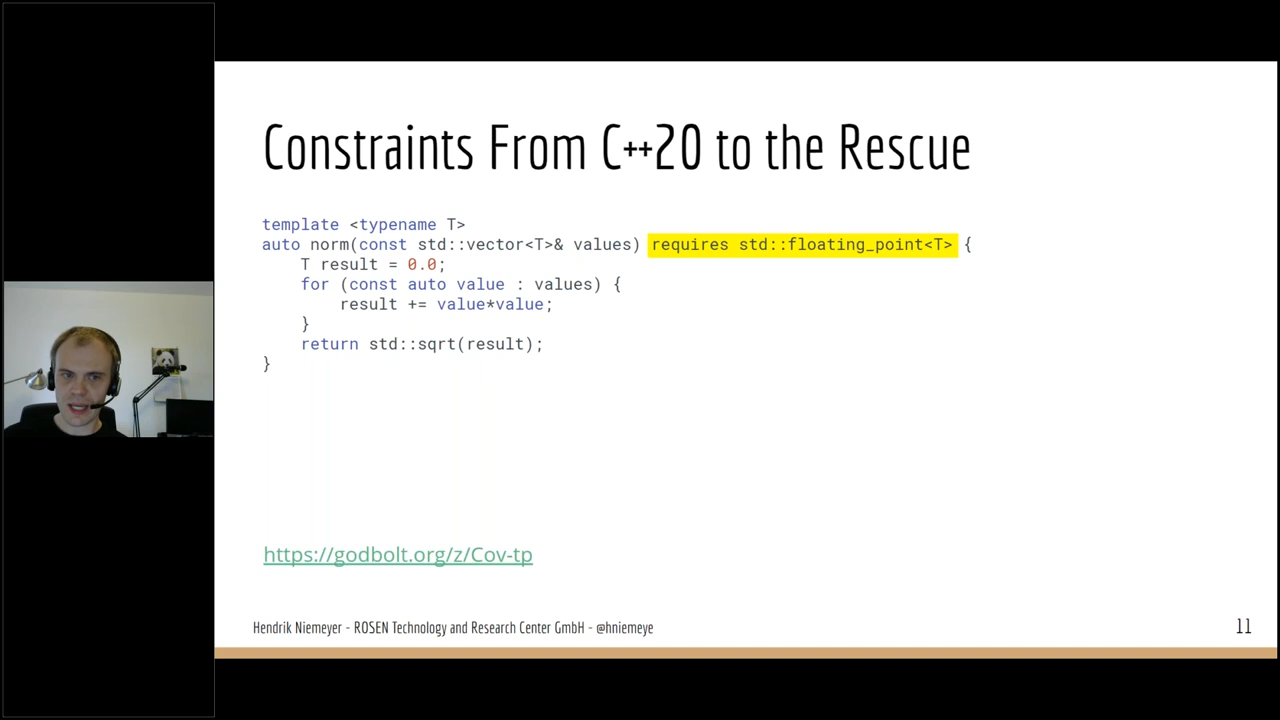 Constraints From C++20 to the Rescue
template <typename T>
auto norm(const std::vector<T>& values) requires std::floating_point<T> {
    T result = 0.0;
    for (const auto value : values) {
        result += value*value;
    }
    return std::sqrt(result);
}
https://godbolt.org/z/Cov-tp
Hendrik Niemeyer - ROSEN Technology and Research Center GmbH - @hniemeye
11